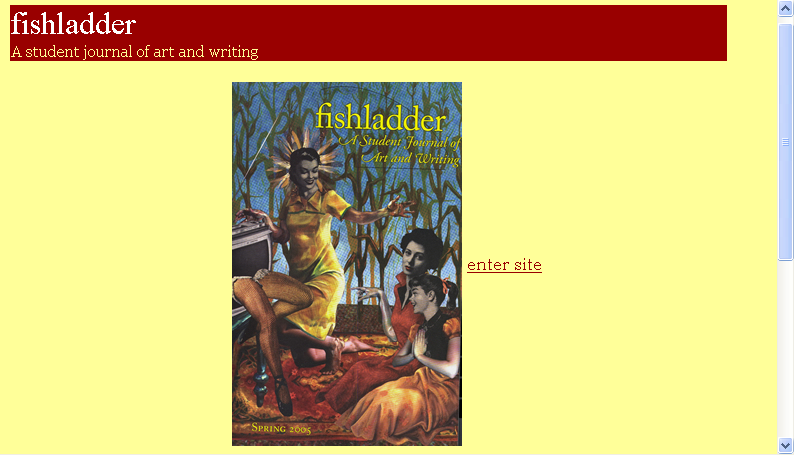 fishladder
A student journal of art and writing
fishladder
A Student Journal of
Art and Writing
enter site
Spring 2005